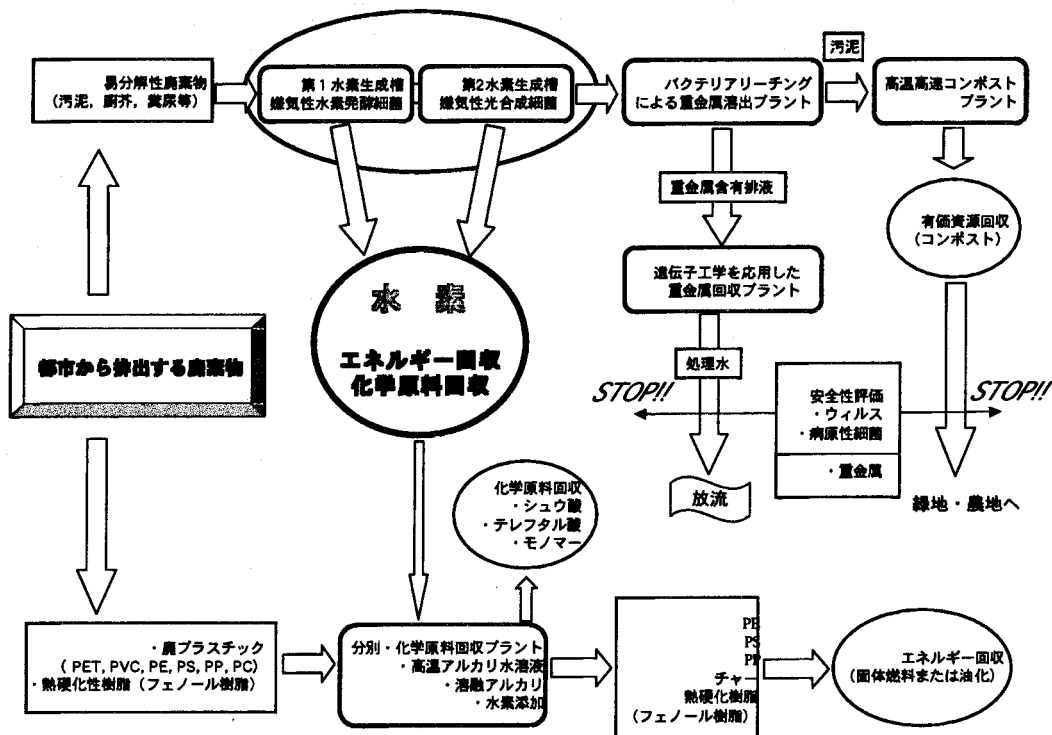 易分解性廃棄物
(汚泥，厨芥，糞尿等)
第1水素生成槽
嫌気性水素発酵細菌
第2水素生成槽
嫌気性光合成細菌
バクテリアリーチング
による重金属溶出プラント
汚泥
高温高速コンポスト
プラント
重金属含有排液
有価資源回収
(コンポスト)
遺伝子工学を応用した
重金属回収プラント
水 素
エネルギー回収
化学原料回収
都市から排出する廃棄物
処理水
STOP!!
安全性評価
・ウィルス
・病原性細菌
・重金属
STOP!!
放流
緑地・農地へ
化学原料回収
・シュウ酸
・テレフタル酸
・モノマー
・廃プラスチック
( PET, PVC, PE, PS, PP, PC)
・熱硬化性樹脂（フェノール樹脂）
分別・化学原料回収プラント
・高温アルカリ水溶液
・溶融アルカリ
・水素添加
PE
PS
PP
チャー
熱硬化樹脂
(フェノール樹脂)
エネルギー回収
(固体燃料または油化)